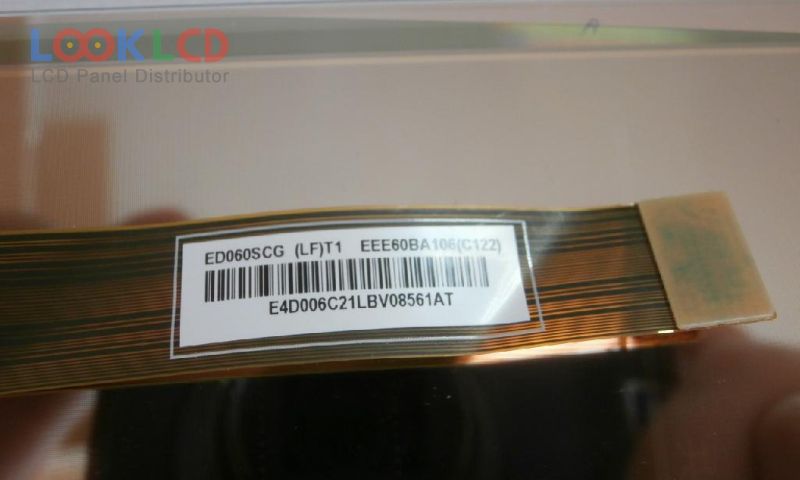 LOOKLCD
LCD Panel Distributor
ED060SCG (LF)T1 EEE60BA106(C122)
E4D006C21LBV08561AT